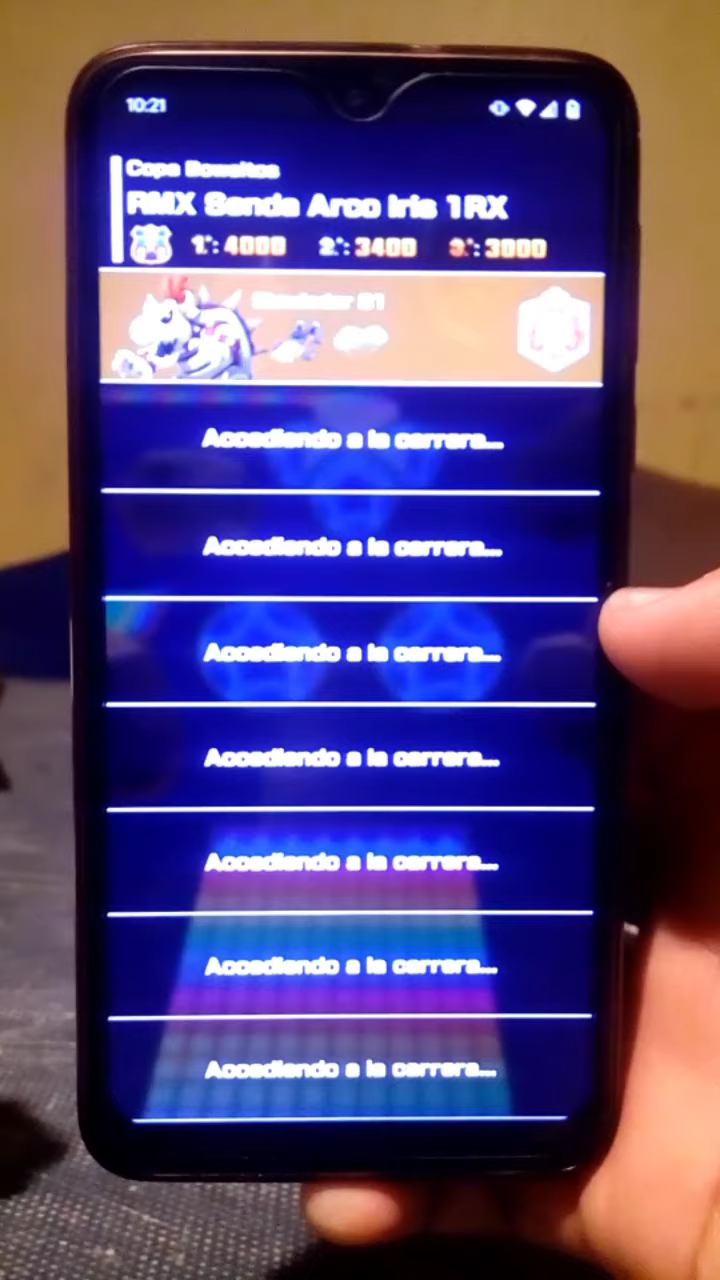 10:21
Copa Bowsitos
RMX Senda Arco Iris 1RX
1.º: 4000 2.º: 3400 3.º: 3000
Accediendo a la carrera...
Accediendo a la carrera...
Accediendo a la carrera...
Accediendo a la carrera...
Accediendo a la carrera...
Accediendo a la carrera...
Accediendo a la carrera...